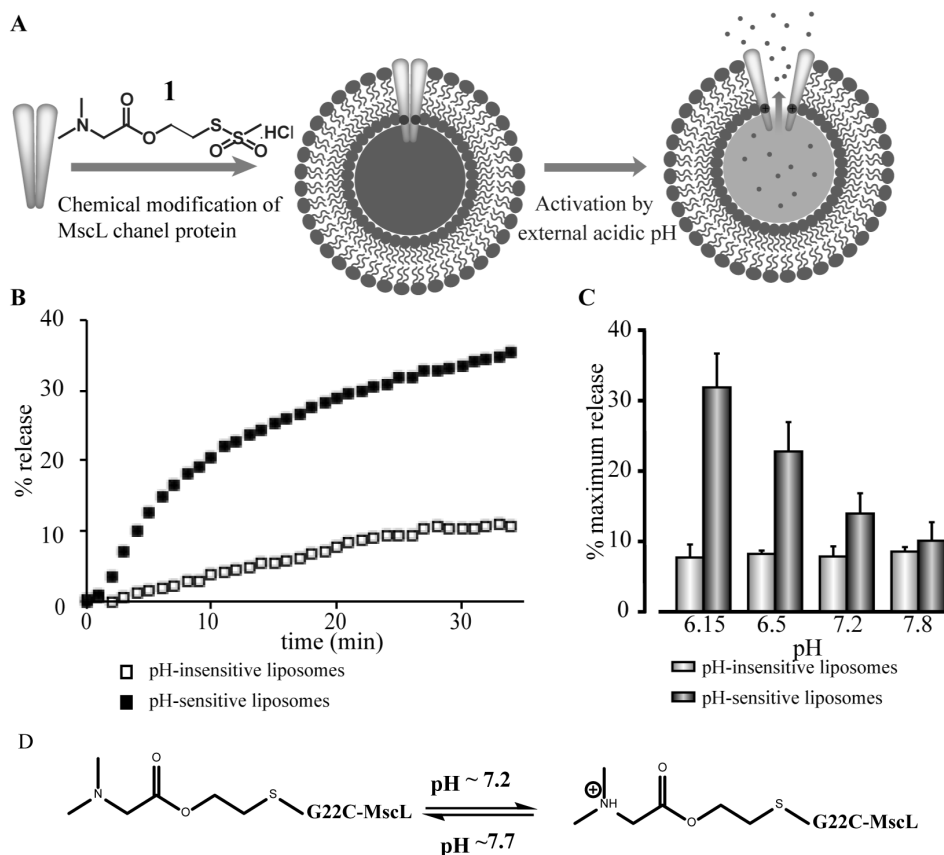 A
1
N
O
O
S
S
O
O
.HCl
Chemical modification of
MscL chanel protein
Activation by
external acidic pH
B
40
30
20
10
0
% release
0 10 20 30
time (min)
pH-insensitive liposomes
pH-sensitive liposomes
C
40
30
20
10
0
% maximum release
6.15 6.5 7.2 7.8
pH
pH-insensitive liposomes
pH-sensitive liposomes
D
N
O
O
S
G22C-MscL
pH ~ 7.2
pH ~7.7
+
NH
O
O
S
G22C-MscL